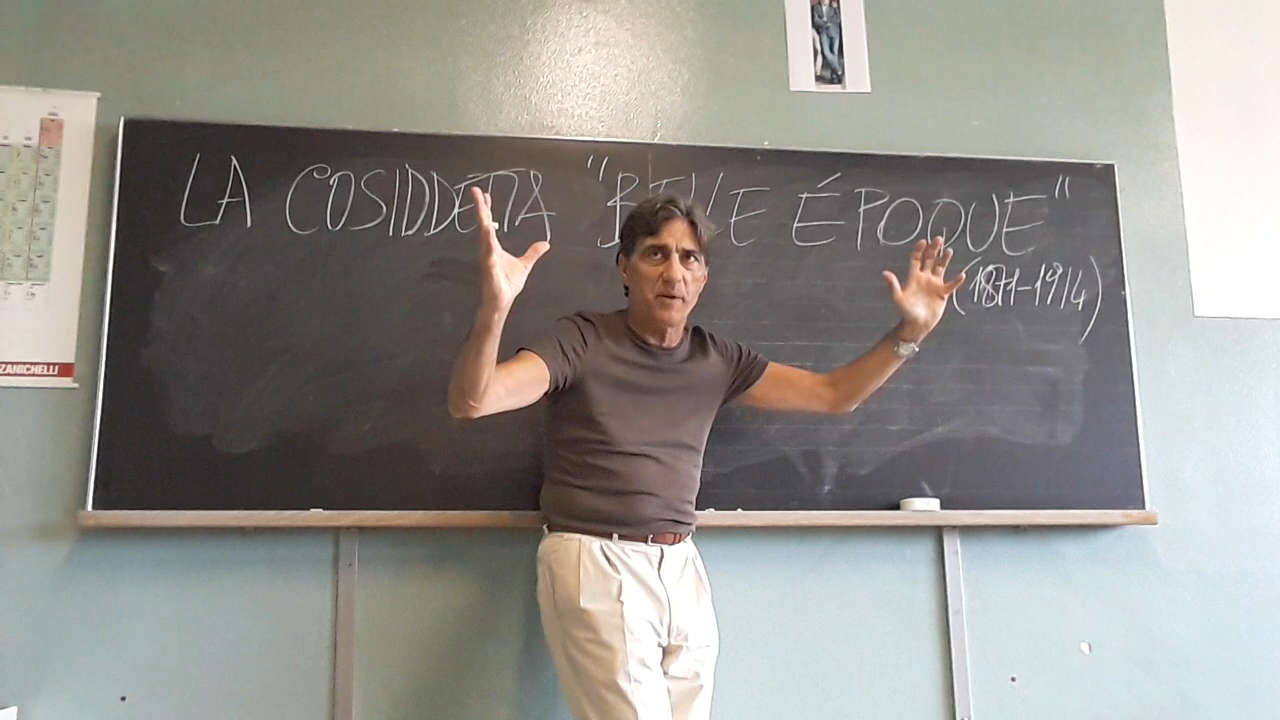 LA COSIDDETTA "BELLE ÉPOQUE"
(1871-1914)
ZANICHELLI